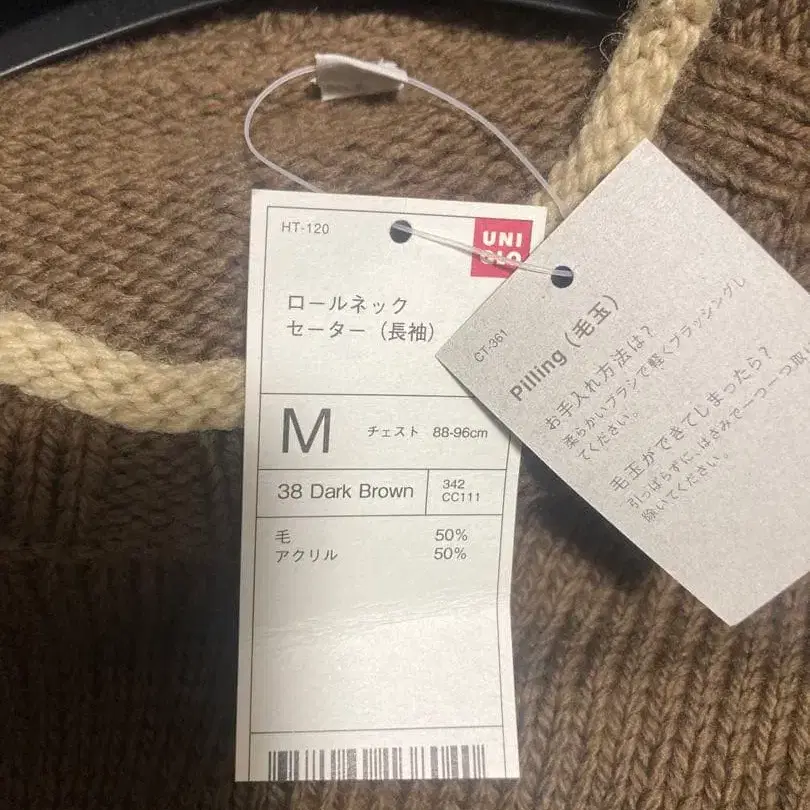 HT-120
UNI
QLO
ロールネック
セーター（長袖）
M チェスト 88-96cm
38 Dark Brown
342
CC111
毛 50%
アクリル 50%
CT-361
Pilling（毛玉）
お手入れ方法は？
柔らかいブラシで軽くブラッシングし
てください。
毛玉ができてしまったら？
引っぱらずに、はさみで一つ一つ取り
除いてください。